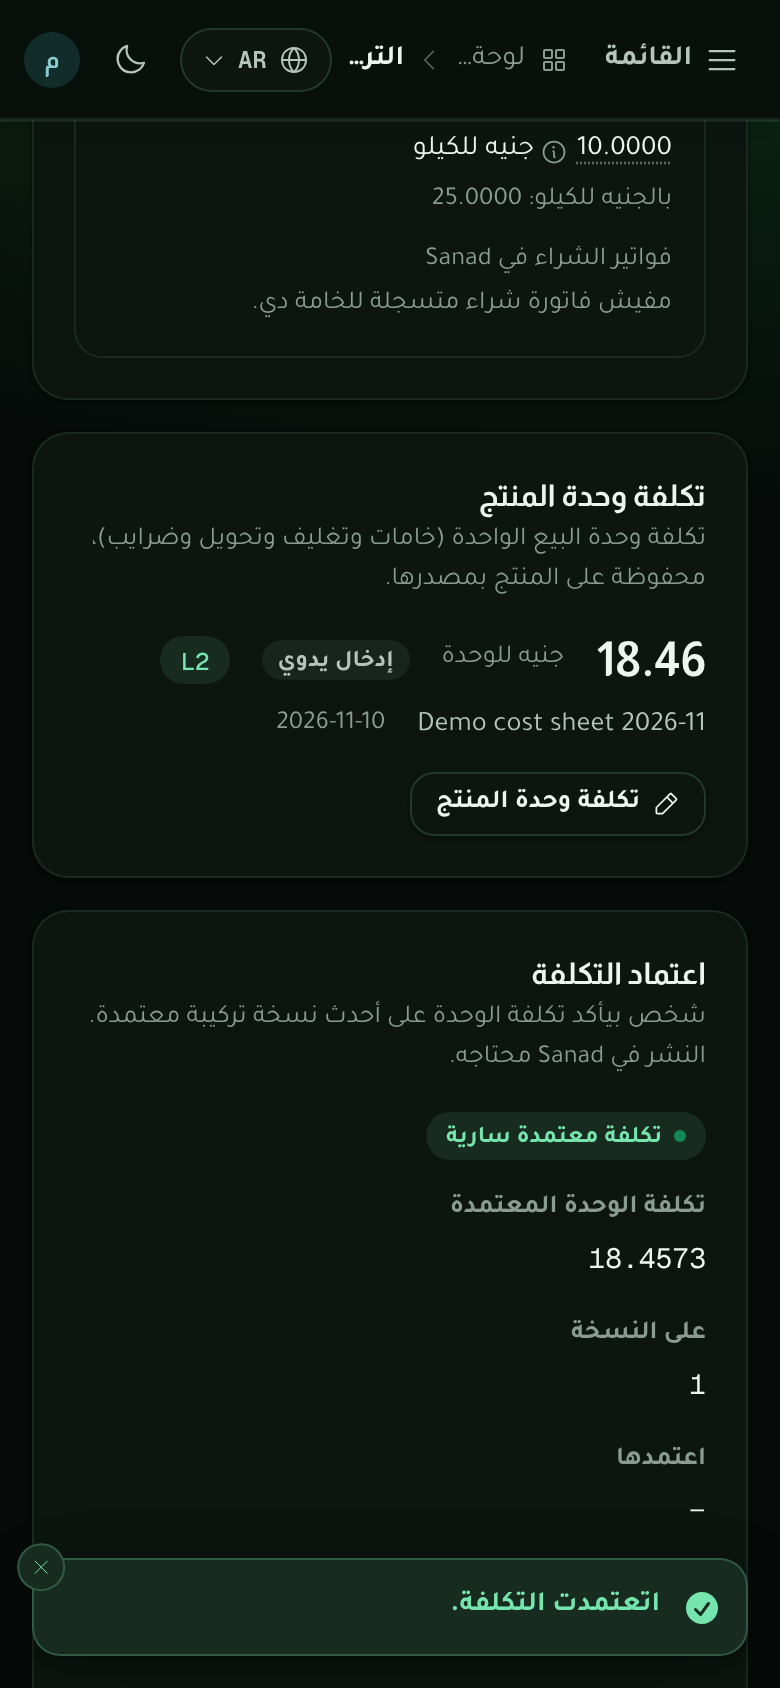 القائمة
لوحة...
التر...
AR
م
10.0000 جنيه للكيلو
بالجنيه للكيلو: 25.0000
فواتير الشراء في Sanad
مفيش فاتورة شراء متسجلة للخامة دي.
تكلفة وحدة المنتج
تكلفة وحدة البيع الواحدة (خامات وتغليف وتحويل وضرايب)،
محفوظة على المنتج بمصدرها.
18.46 جنيه للوحدة إدخال يدوي L2
Demo cost sheet 2026-11 2026-11-10
تكلفة وحدة المنتج
اعتماد التكلفة
شخص بيأكد تكلفة الوحدة على أحدث نسخة تركيبة معتمدة.
النشر في Sanad محتاجه.
تكلفة معتمدة سارية
تكلفة الوحدة المعتمدة
18.4573
على النسخة
1
اعتمدها
–
اتعتمدت التكلفة.